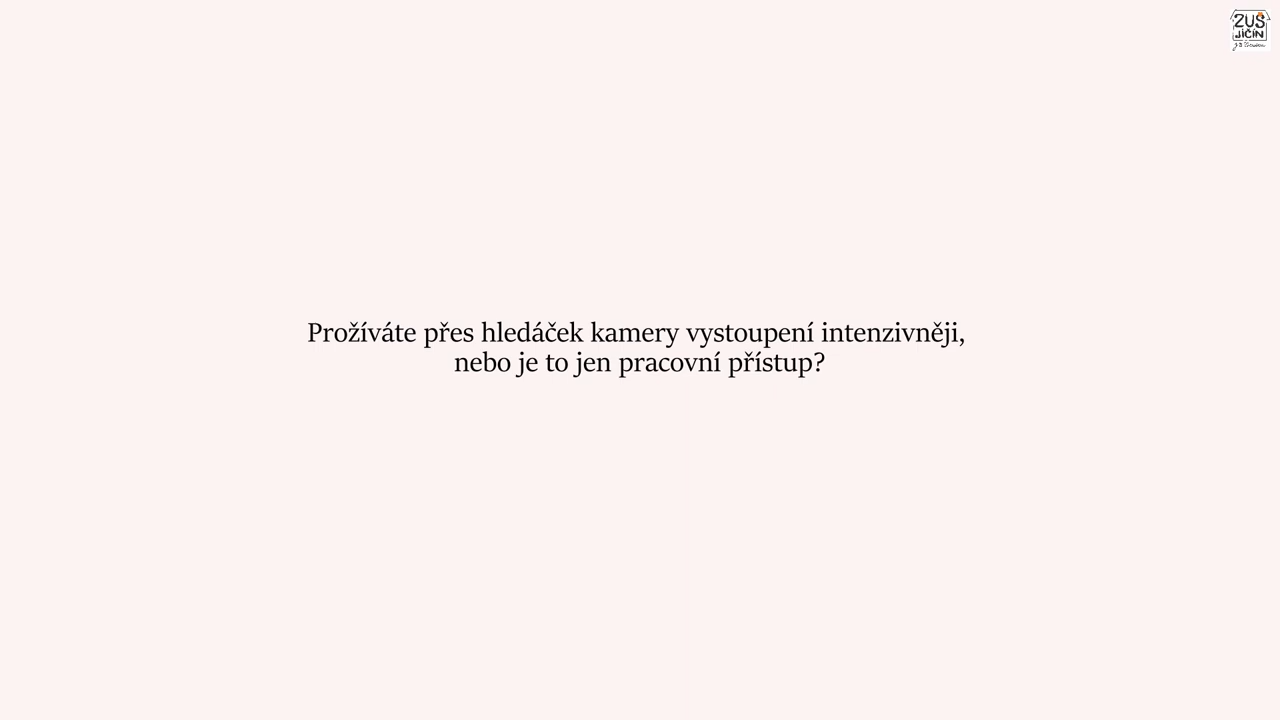 ZUŠ
JIČÍN
Prožíváte přes hledáček kamery vystoupení intenzivněji,
nebo je to jen pracovní přístup?